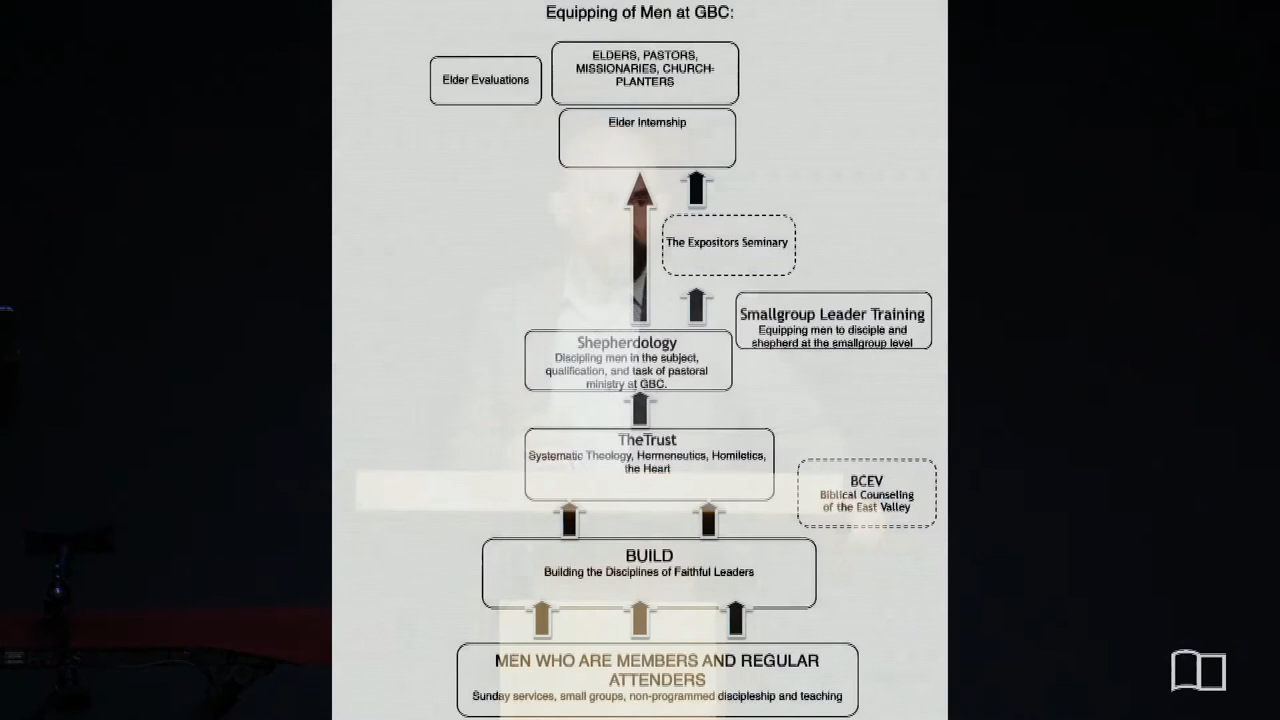 Equipping of Men at GBC:
Elder Evaluations
ELDERS, PASTORS,
MISSIONARIES, CHURCH-
PLANTERS
Elder Internship
The Expositors Seminary
Smallgroup Leader Training
Equipping men to disciple and
shepherd at the smallgroup level
Shepherdology
Discipling men in the subject,
qualification, and task of pastoral
ministry at GBC.
TheTrust
Systematic Theology, Hermeneutics, Homiletics,
the Heart
BCEV
Biblical Counseling
of the East Valley
BUILD
Building the Disciplines of Faithful Leaders
MEN WHO ARE MEMBERS AND REGULAR
ATTENDERS
Sunday services, small groups, non-programmed discipleship and teaching